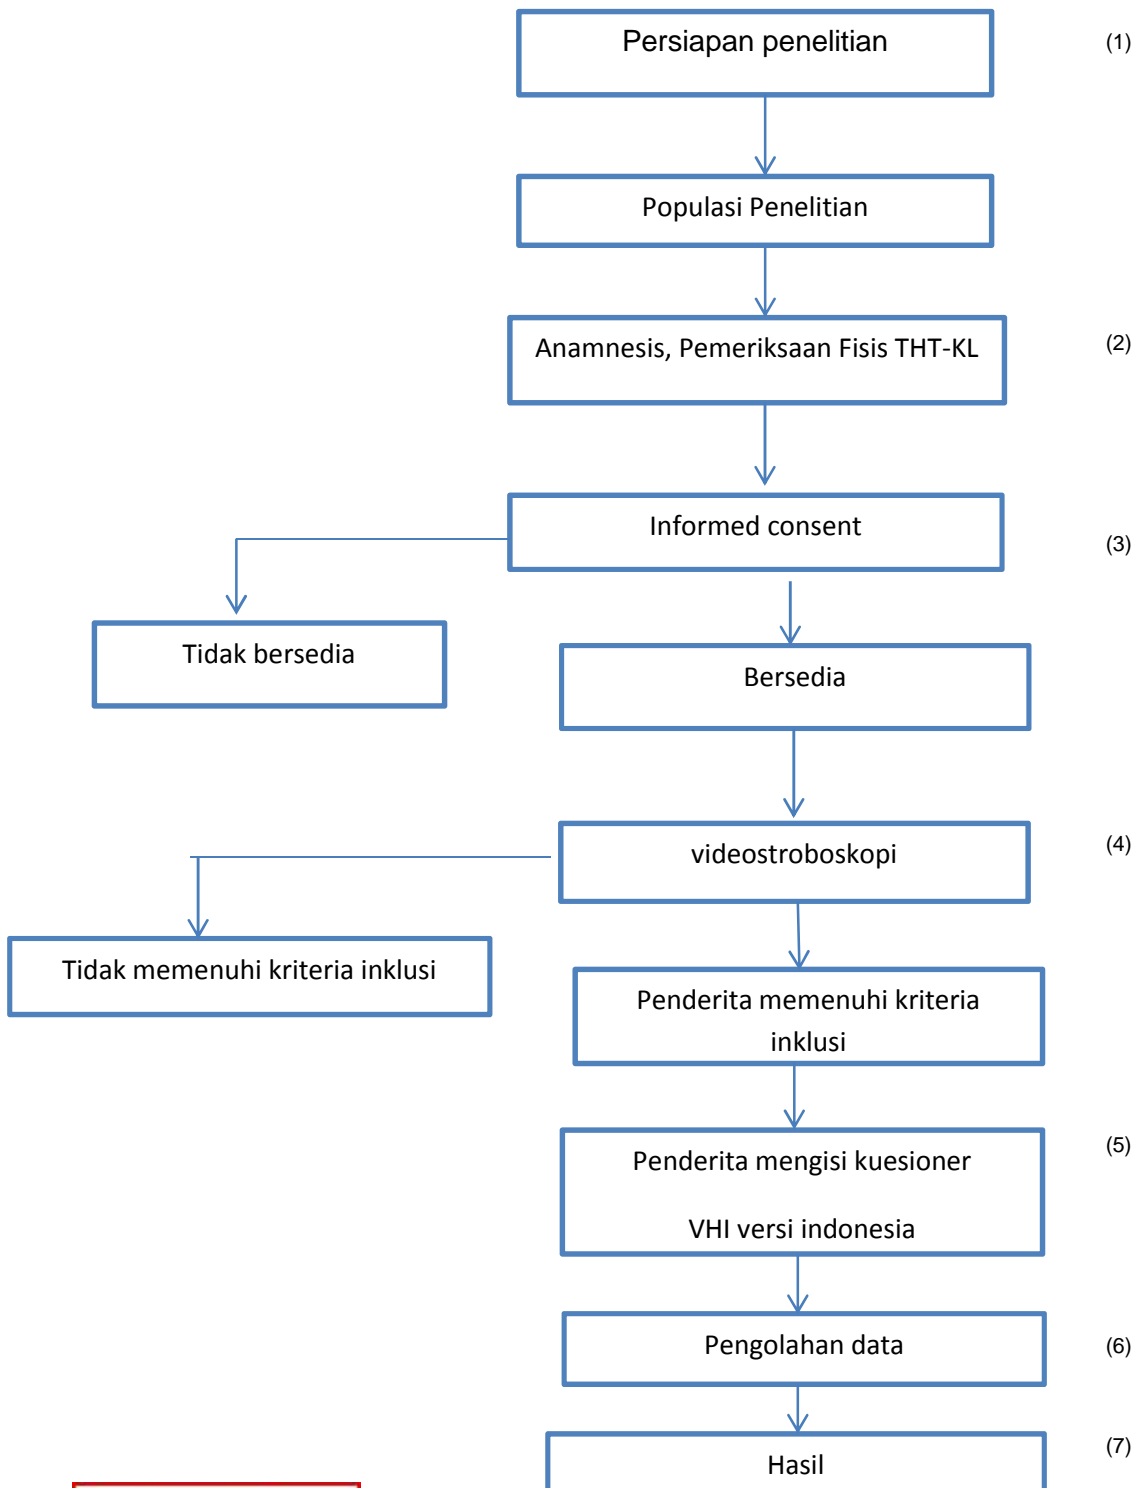 Persiapan penelitian
(1)
Populasi Penelitian
Anamnesis, Pemeriksaan Fisis THT-KL
(2)
Informed consent
(3)
Tidak bersedia
Bersedia
videostroboskopi
(4)
Tidak memenuhi kriteria inklusi
Penderita memenuhi kriteria
inklusi
Penderita mengisi kuesioner
(5)
VHI versi indonesia
Pengolahan data
(6)
Hasil
(7)